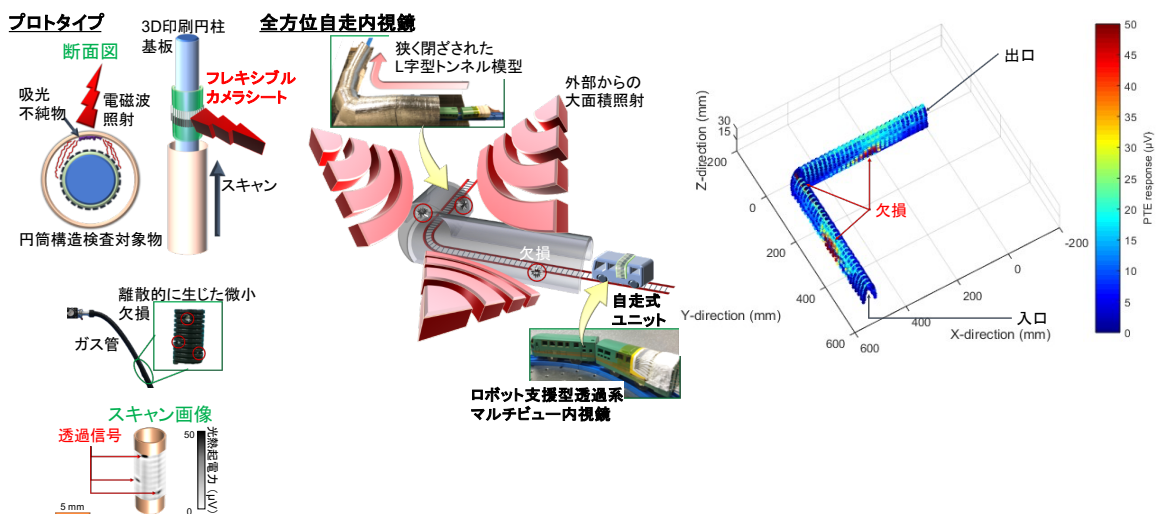 プロトタイプ
断面図
吸光
不純物
電磁波
照射
円筒構造検査対象物
3D印刷円柱
基板
フレキシブル
カメラシート
スキャン
離散的に生じた微小
欠損
ガス管
スキャン画像
透過信号
50
光熱起電力 (μV)
0
5 mm
全方位自走内視鏡
狭く閉ざされた
L字型トンネル模型
外部からの
大面積照射
欠損
自走式
ユニット
ロボット支援型透過系
マルチビュー内視鏡
出口
欠損
入口
Z-direction (mm)
30
15
200
0
200
400
600
Y-direction (mm)
600
400
200
0
-200
X-direction (mm)
50
45
40
35
30
25
20
15
10
5
0
PTE response (μV)